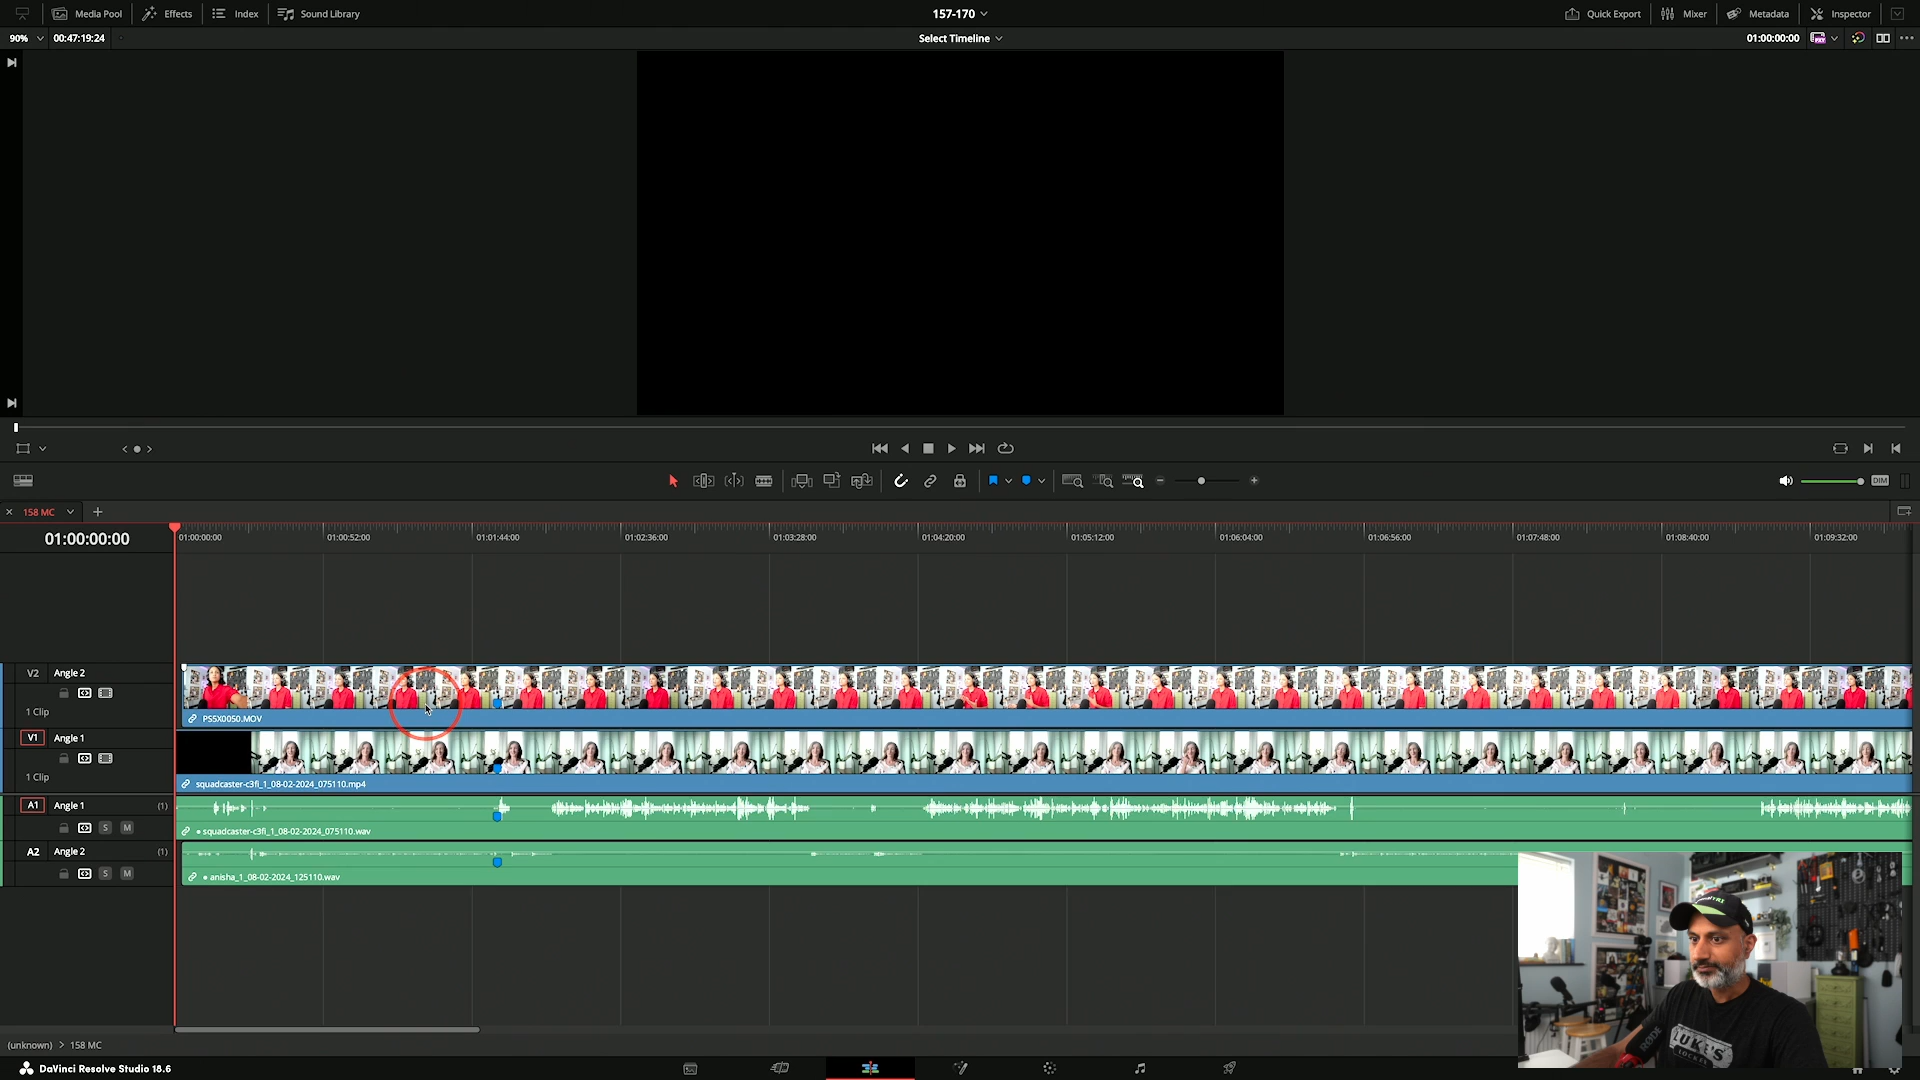 Media Pool
Effects
Index
Sound Library
157-170
Quick Export
Mixer
Metadata
Inspector
90%
00:47:19:24
Select Timeline
01:00:00:00
DIM
158 MC
01:00:00:00
01:00:00:00
01:00:52:00
01:01:44:00
01:02:36:00
01:03:28:00
01:04:20:00
01:05:12:00
01:06:04:00
01:06:56:00
01:07:48:00
01:08:40:00
01:09:32:00
V2
Angle 2
1 Clip
PS5X0050.MOV
V1
Angle 1
1 Clip
squadcaster-c3fi_1_08-02-2024_075110.mp4
A1
Angle 1
(1)
S
M
squadcaster-c3fi_1_08-02-2024_075110.wav
A2
Angle 2
(1)
S
M
anisha_1_08-02-2024_125110.wav
RODE
LUKE'S
LOCKER
(unknown) > 158 MC
DaVinci Resolve Studio 18.6